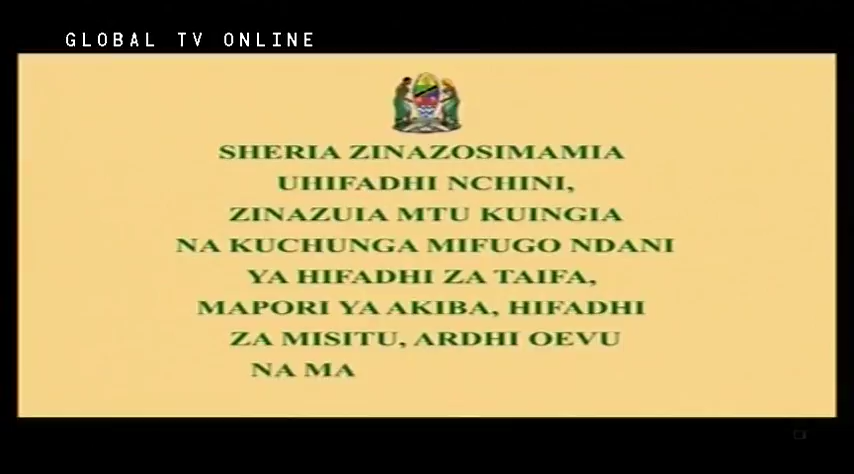 GLOBAL TV ONLINE
SHERIA ZINAZOSIMAMIA
UHIFADHI NCHINI,
ZINAZUIA MTU KUINGIA
NA KUCHUNGA MIFUGO NDANI
YA HIFADHI ZA TAIFA,
MAPORI YA AKIBA, HIFADHI
ZA MISITU, ARDHI OEVU
NA MA